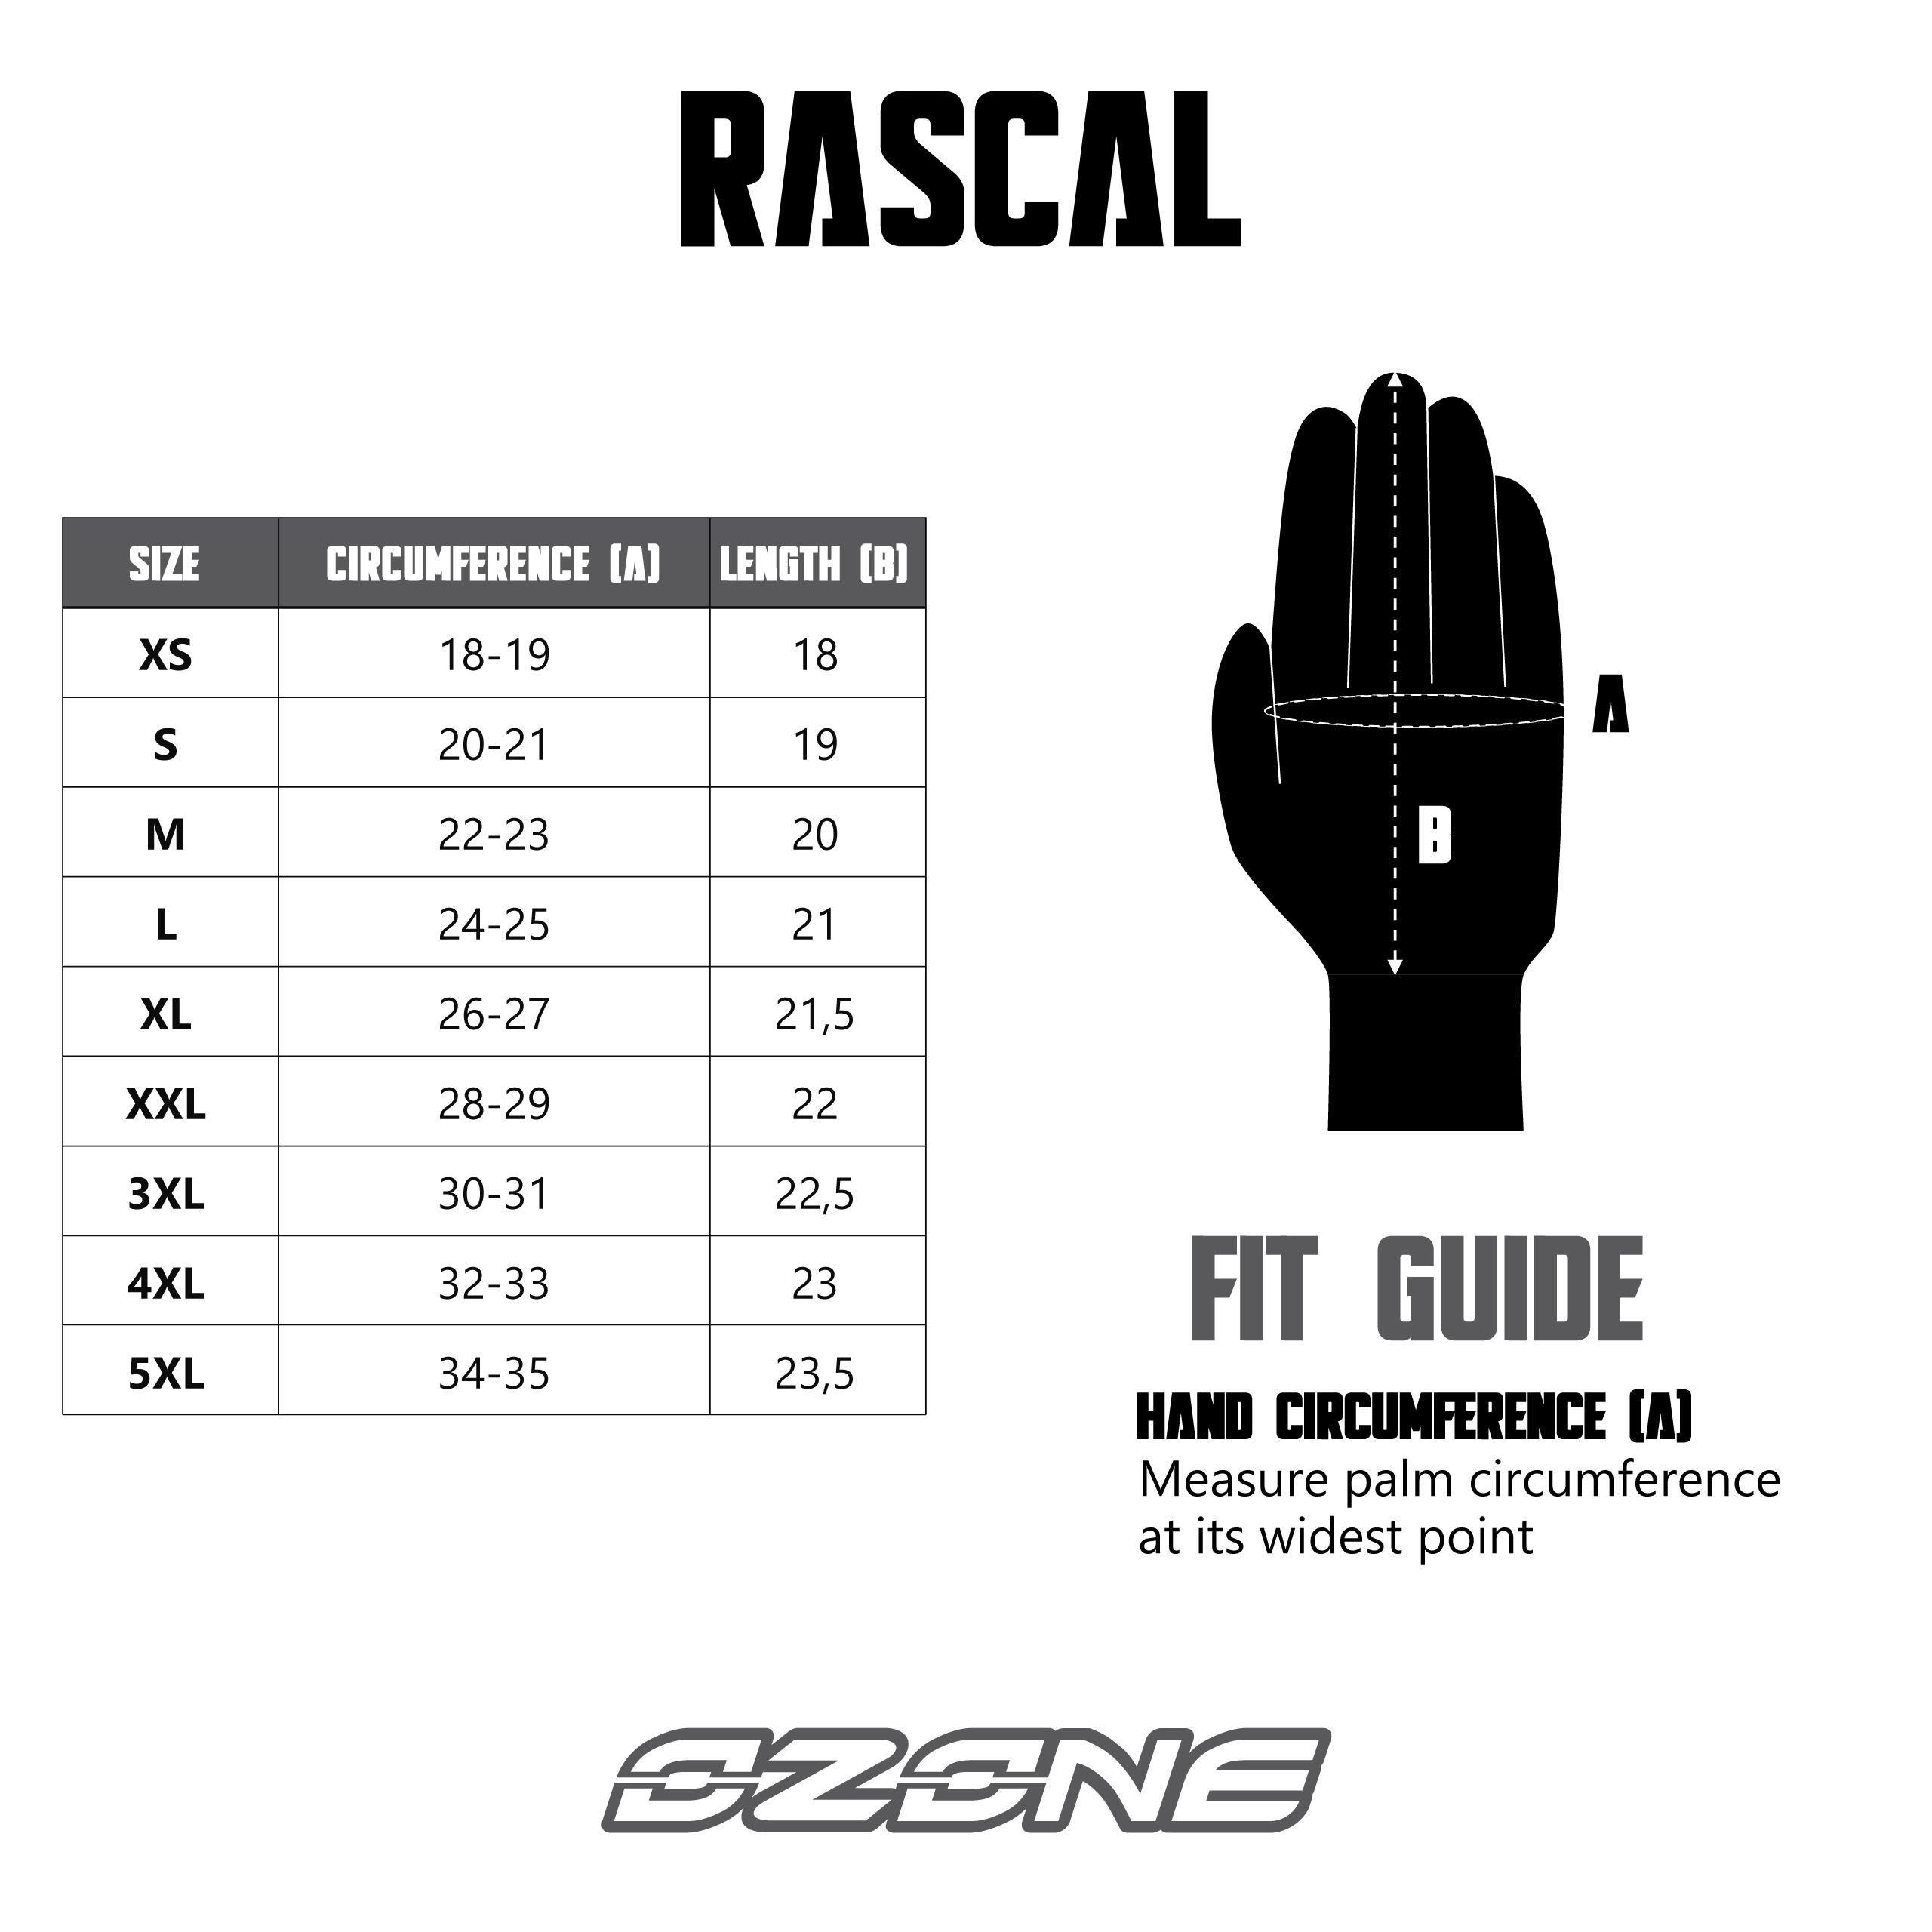 RASCAL
SIZE CIRCUMFERENCE (A) LENGTH (B)
XS 18-19 18
S 20-21 19
M 22-23 20
L 24-25 21
XL 26-27 21,5
XXL 28-29 22
3XL 30-31 22,5
4XL 32-33 23
5XL 34-35 23,5
A
B
FIT GUIDE
HAND CIRCUMFERENCE (A)
Measure palm circumference
at its widest point
OZONE